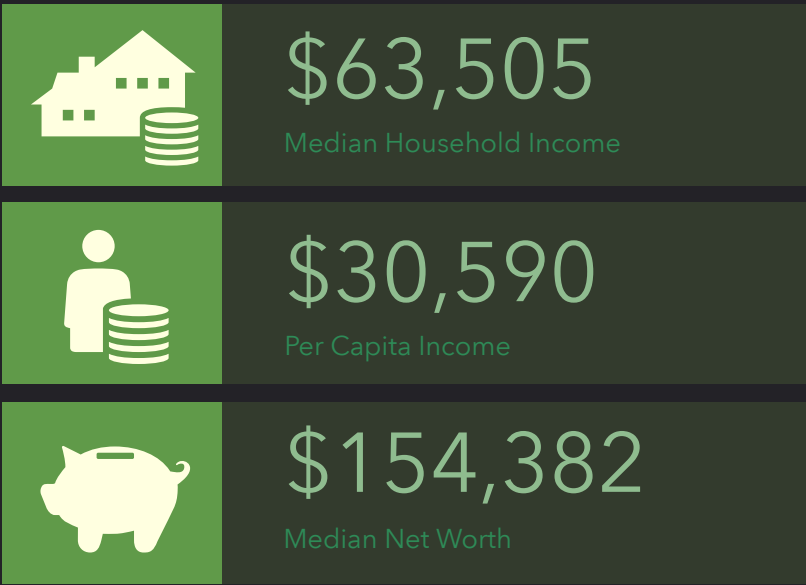 $63,505
Median Household Income
$30,590
Per Capita Income
$154,382
Median Net Worth